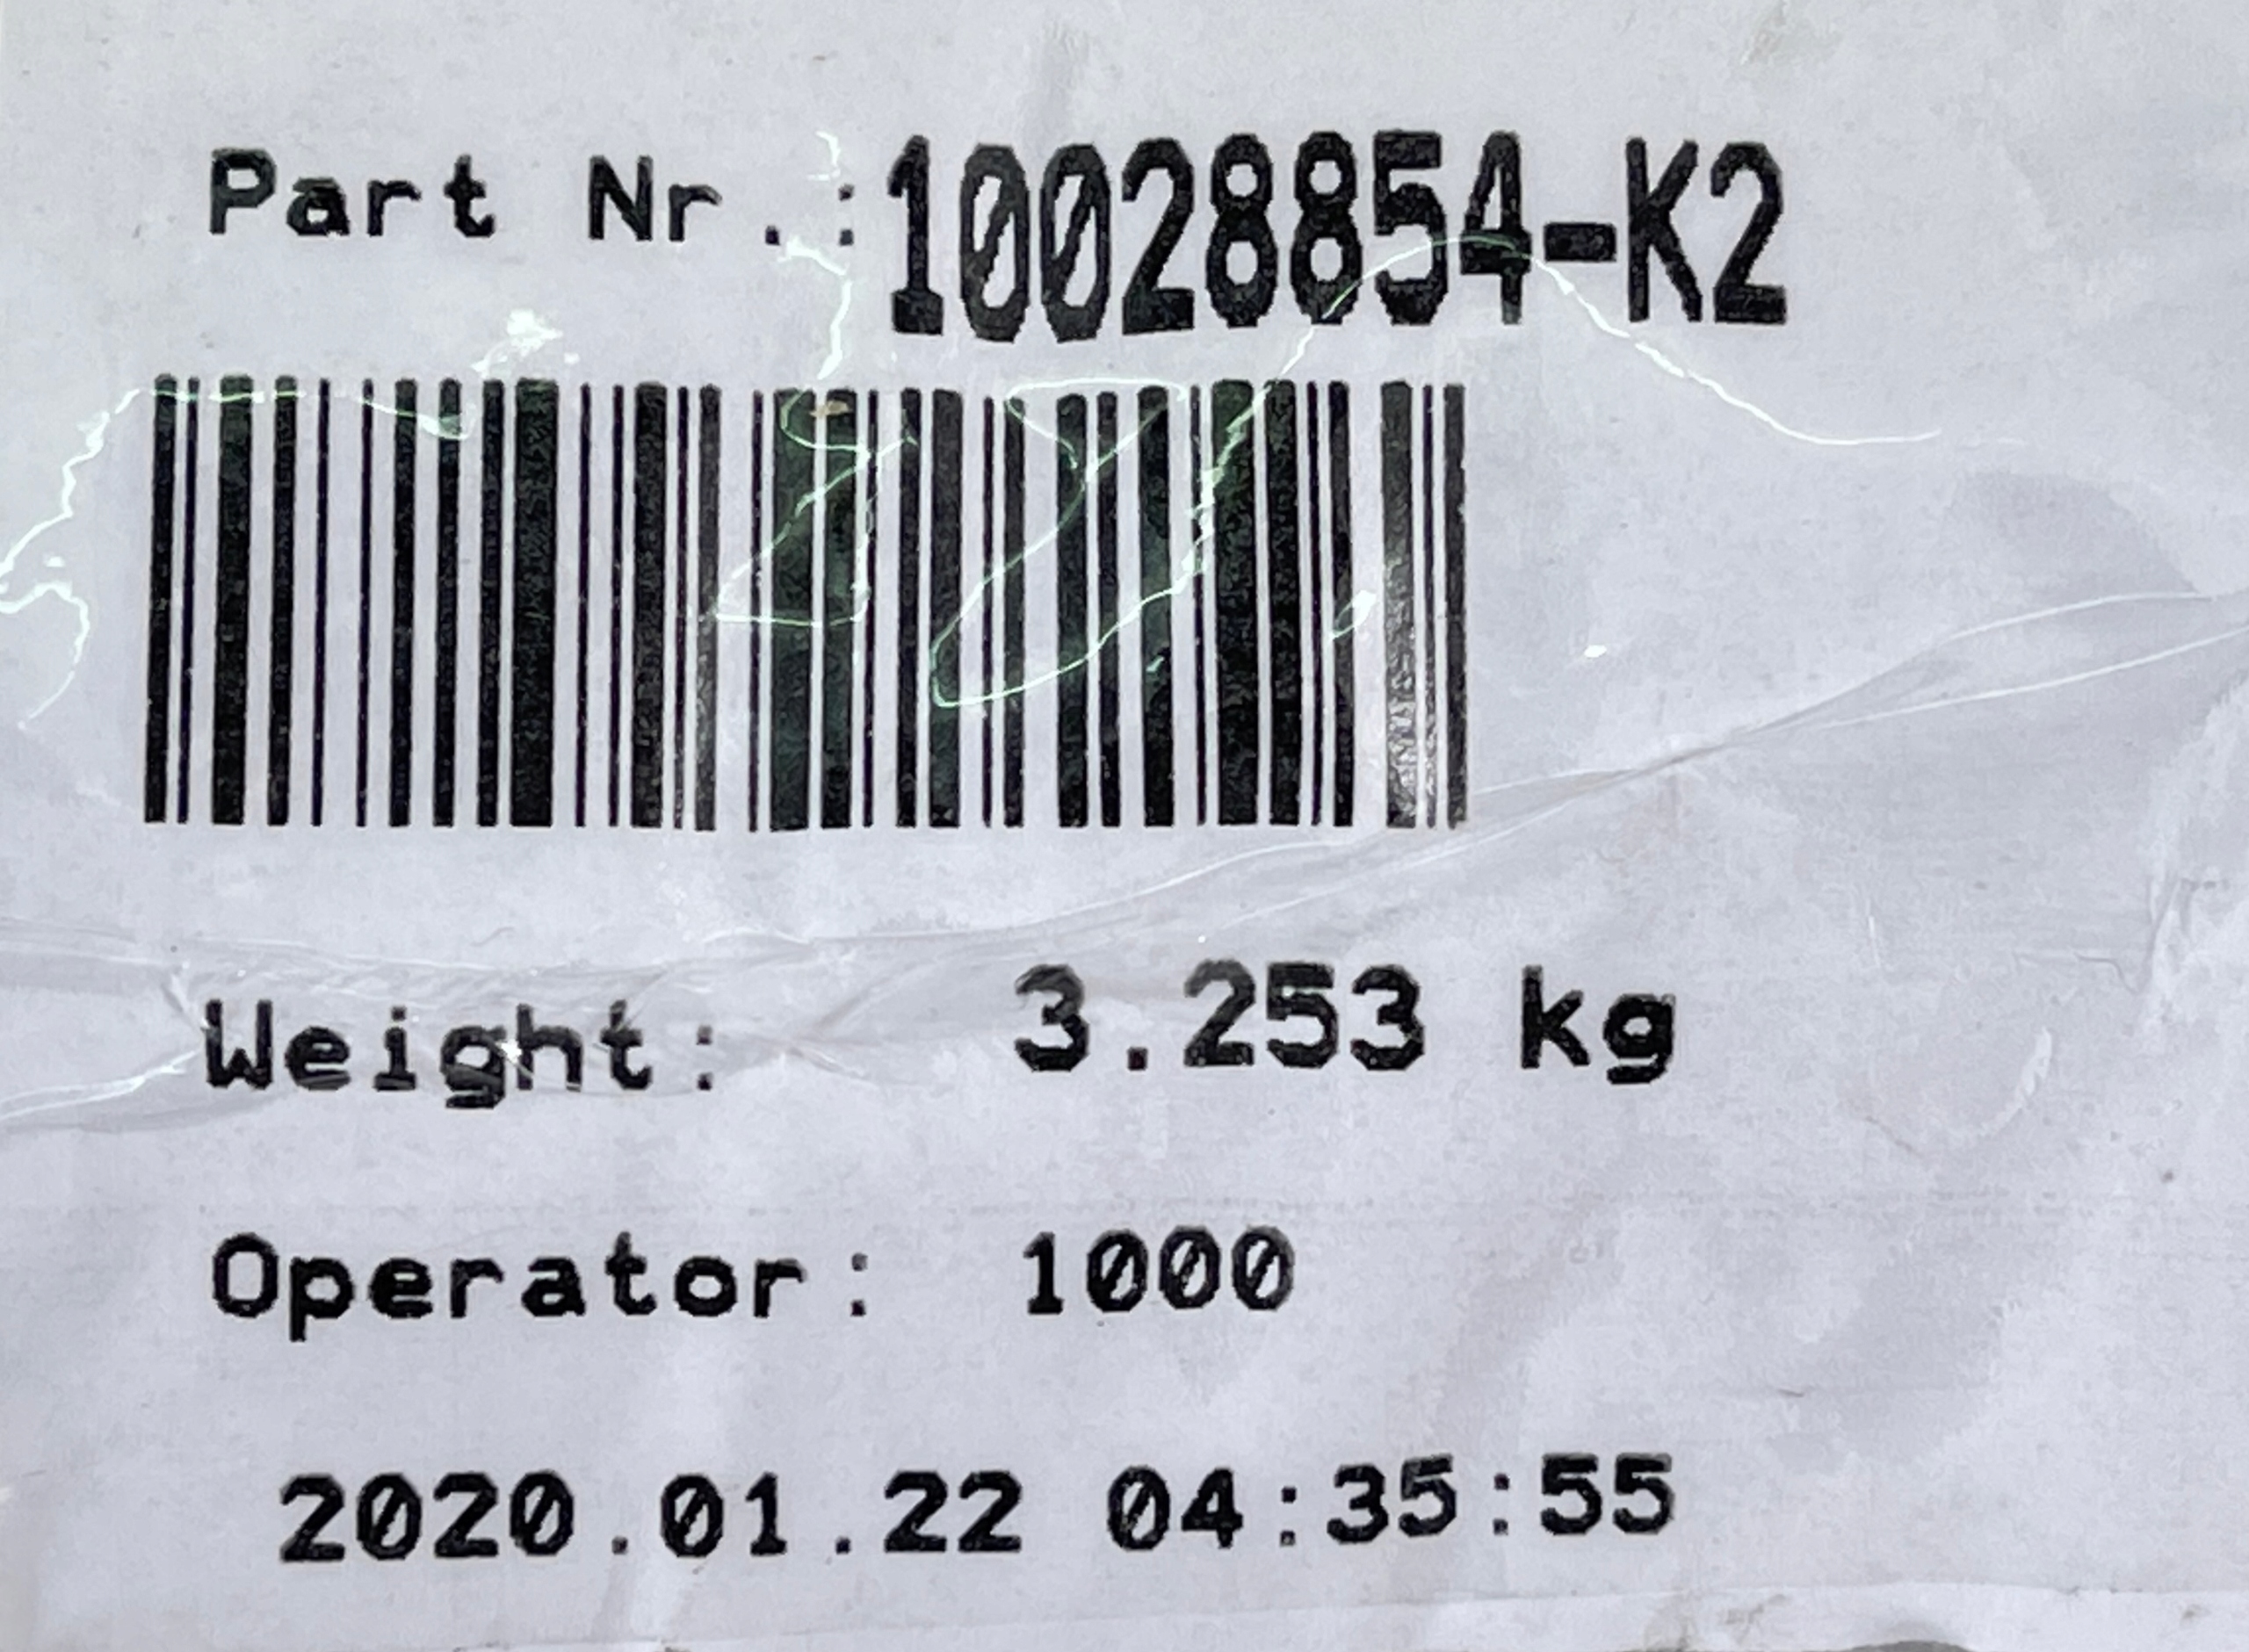 Part Nr.:10028854-K2
Weight: 3.253 kg
Operator: 1000
2020.01.22 04:35:55